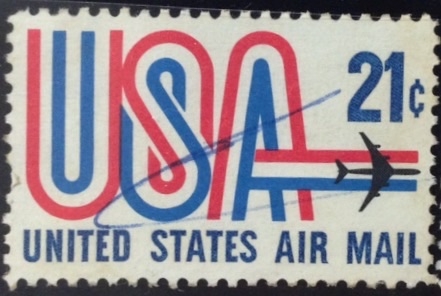 USA
21¢
UNITED STATES AIR MAIL